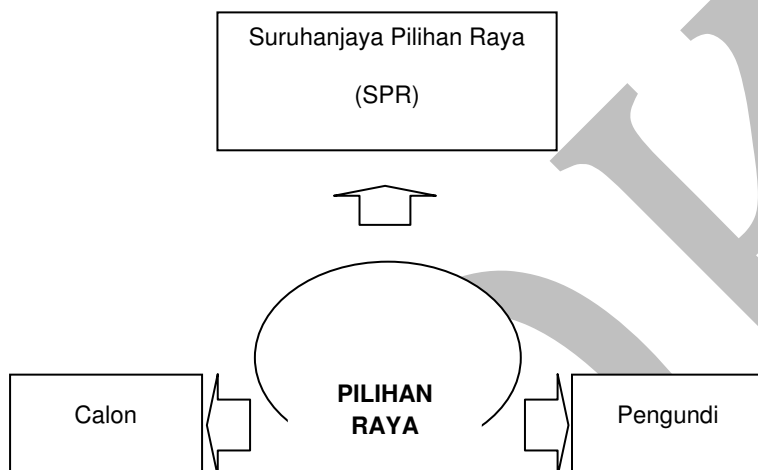 Suruhanjaya Pilihan Raya
(SPR)
PILIHAN
RAYA
Calon
Pengundi